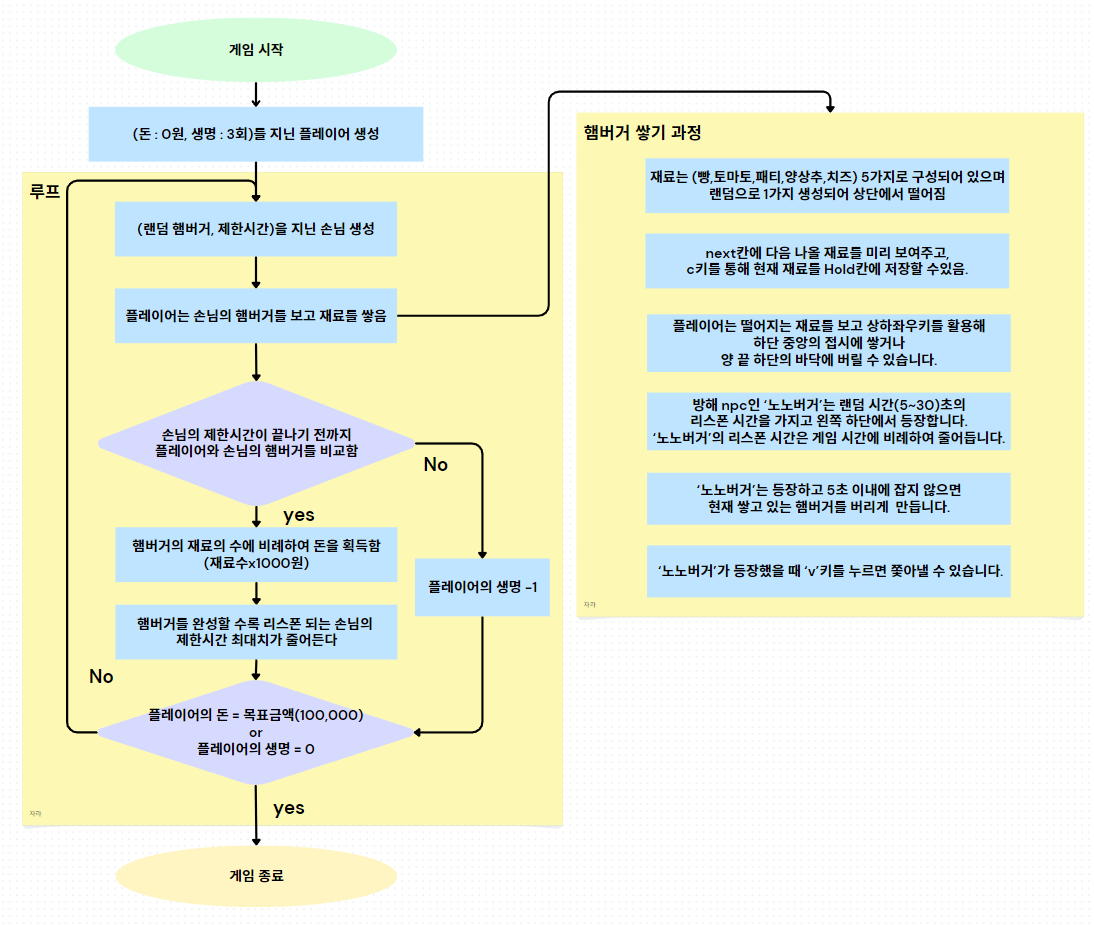 게임 시작
(돈 : 0원, 생명 : 3회)를 지닌 플레이어 생성
루프
(랜덤 햄버거, 제한시간)을 지닌 손님 생성
플레이어는 손님의 햄버거를 보고 재료를 쌓음
손님의 제한시간이 끝나기 전까지
플레이어와 손님의 햄버거를 비교함
No
yes
햄버거의 재료의 수에 비례하여 돈을 획득함
(재료수x1000원)
플레이어의 생명 -1
햄버거를 완성할 수록 리스폰 되는 손님의
제한시간 최대치가 줄어든다
No
플레이어의 돈 = 목표금액(100,000)
or
플레이어의 생명 = 0
yes
자라
게임 종료
햄버거 쌓기 과정
재료는 (빵,토마토,패티,양상추,치즈) 5가지로 구성되어 있으며
랜덤으로 1가지 생성되어 상단에서 떨어짐
next칸에 다음 나올 재료를 미리 보여주고,
c키를 통해 현재 재료를 Hold칸에 저장할 수있음.
플레이어는 떨어지는 재료를 보고 상하좌우키를 활용해
하단 중앙의 접시에 쌓거나
양 끝 하단의 바닥에 버릴 수 있습니다.
방해 npc인 ‘노노버거’는 랜덤 시간(5~30)초의
리스폰 시간을 가지고 왼쪽 하단에서 등장합니다.
‘노노버거’의 리스폰 시간은 게임 시간에 비례하여 줄어듭니다.
‘노노버거’는 등장하고 5초 이내에 잡지 않으면
현재 쌓고 있는 햄버거를 버리게 만듭니다.
‘노노버거’가 등장했을 때 ‘v’키를 누르면 쫓아낼 수 있습니다.
자라